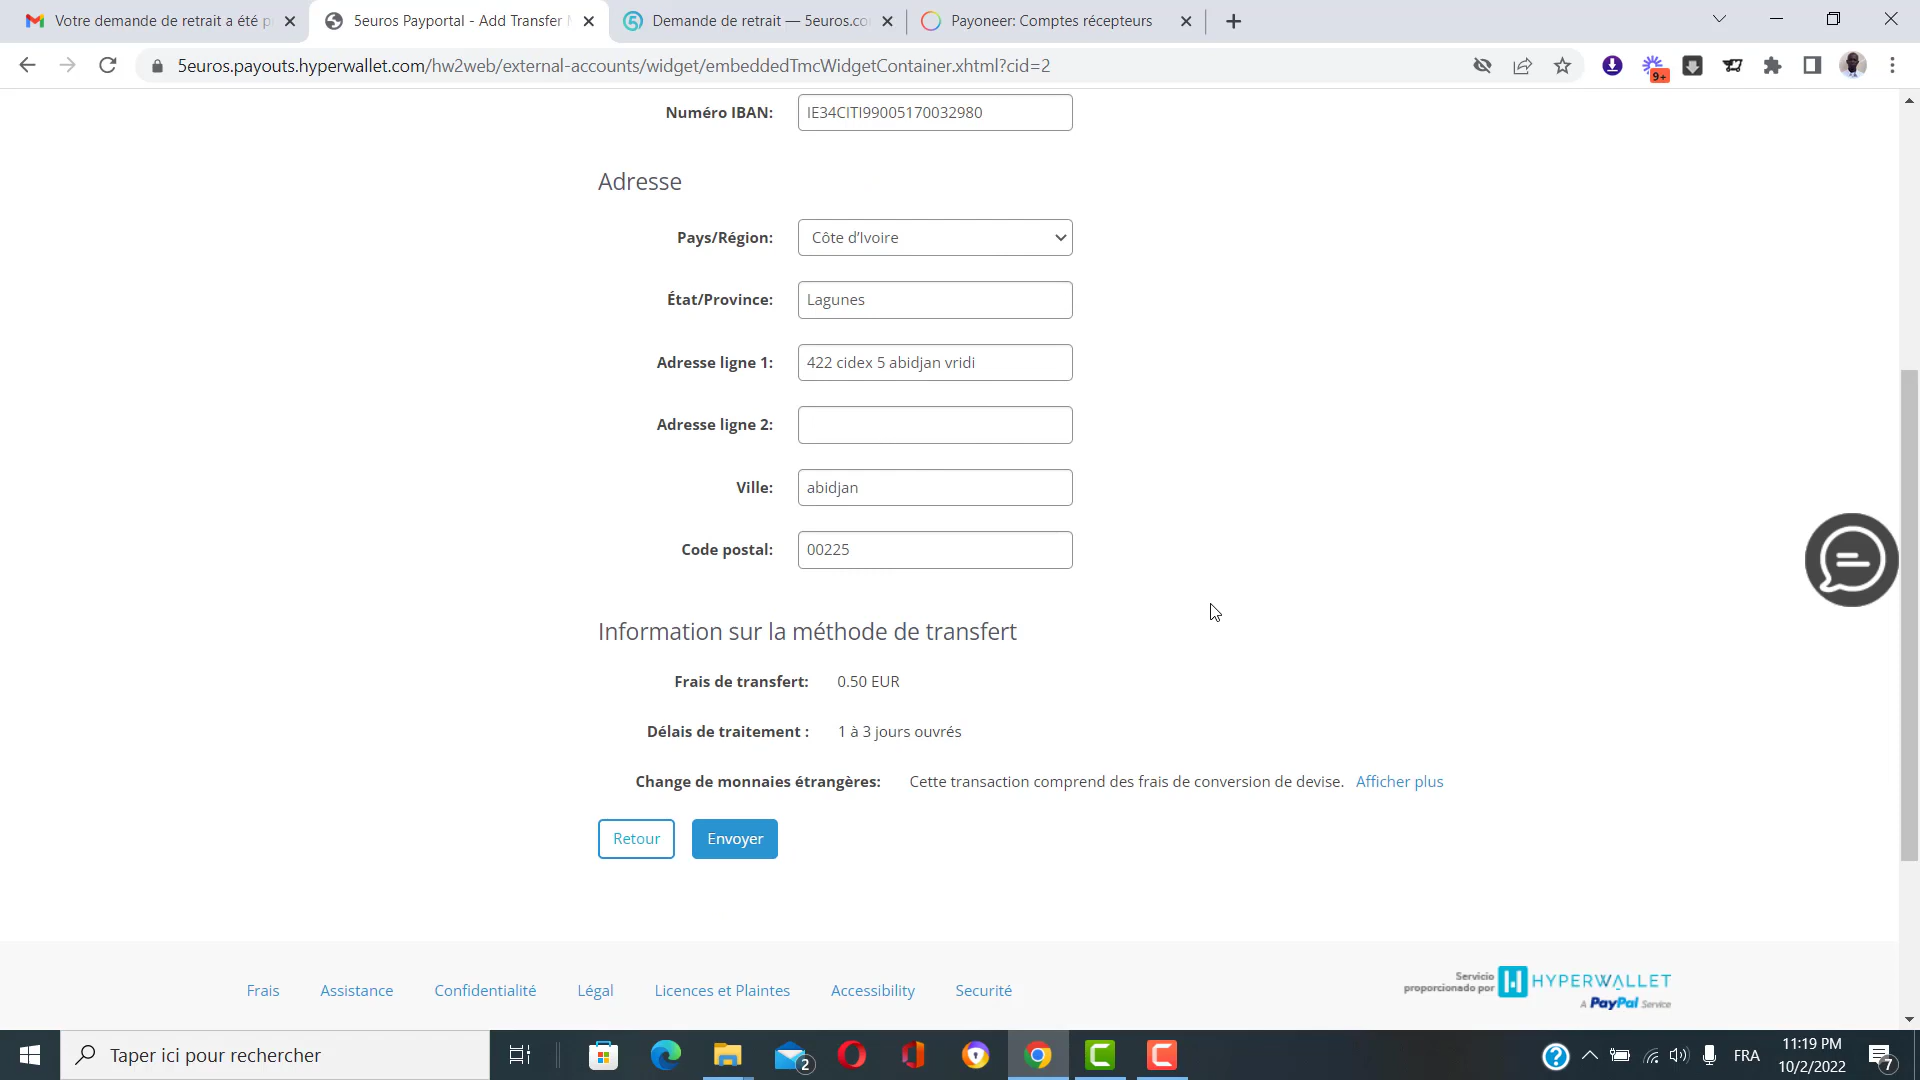 Votre demande de retrait a été p
5euros Payportal - Add Transfer
Demande de retrait — 5euros.co
Payoneer: Comptes récepteurs
5euros.payouts.hyperwallet.com/hw2web/external-accounts/widget/embeddedTmcWidgetContainer.xhtml?cid=2
9+
Numéro IBAN: IE34CITI99005170032980
Adresse
Pays/Région: Côte d'Ivoire
État/Province: Lagunes
Adresse ligne 1: 422 cidex 5 abidjan vridi
Adresse ligne 2:
Ville: abidjan
Code postal: 00225
Information sur la méthode de transfert
Frais de transfert: 0.50 EUR
Délais de traitement : 1 à 3 jours ouvrés
Change de monnaies étrangères: Cette transaction comprend des frais de conversion de devise. Afficher plus
Retour Envoyer
Frais Assistance Confidentialité Légal Licences et Plaintes Accessibility Securité
Servicio
proporcionado por HYPERWALLET
A PayPal Service
Taper ici pour rechercher
2
FRA
11:19 PM
10/2/2022
7